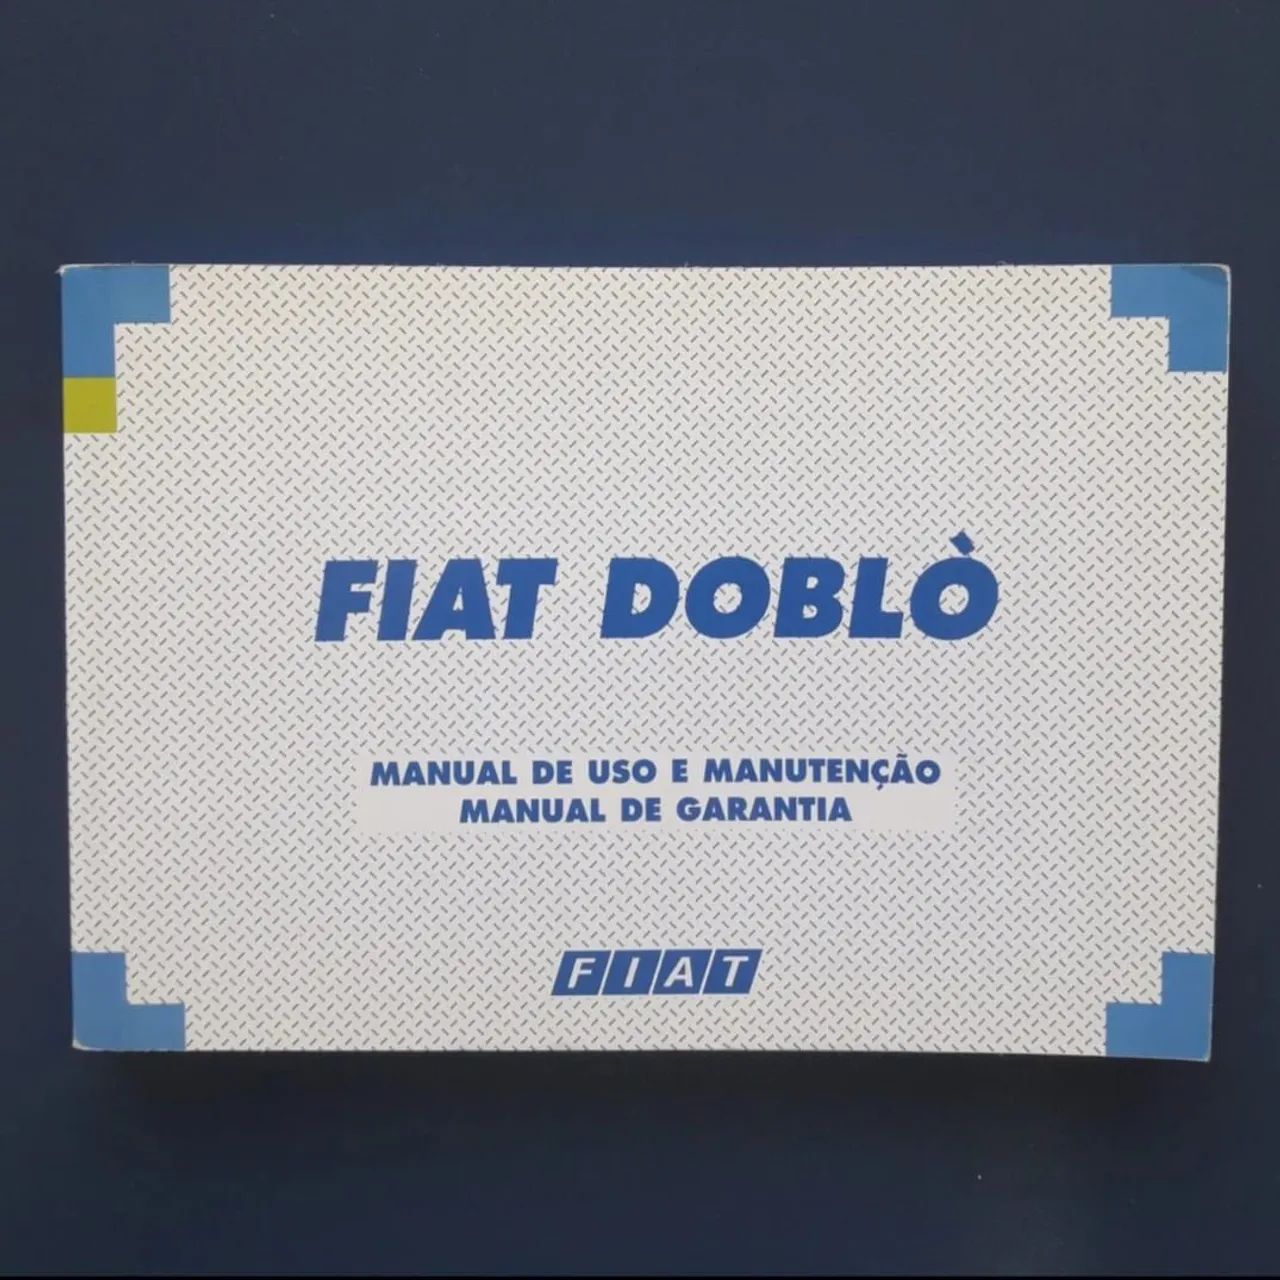 FIAT DOBLÒ
MANUAL DE USO E MANUTENÇÃO
MANUAL DE GARANTIA
FIAT